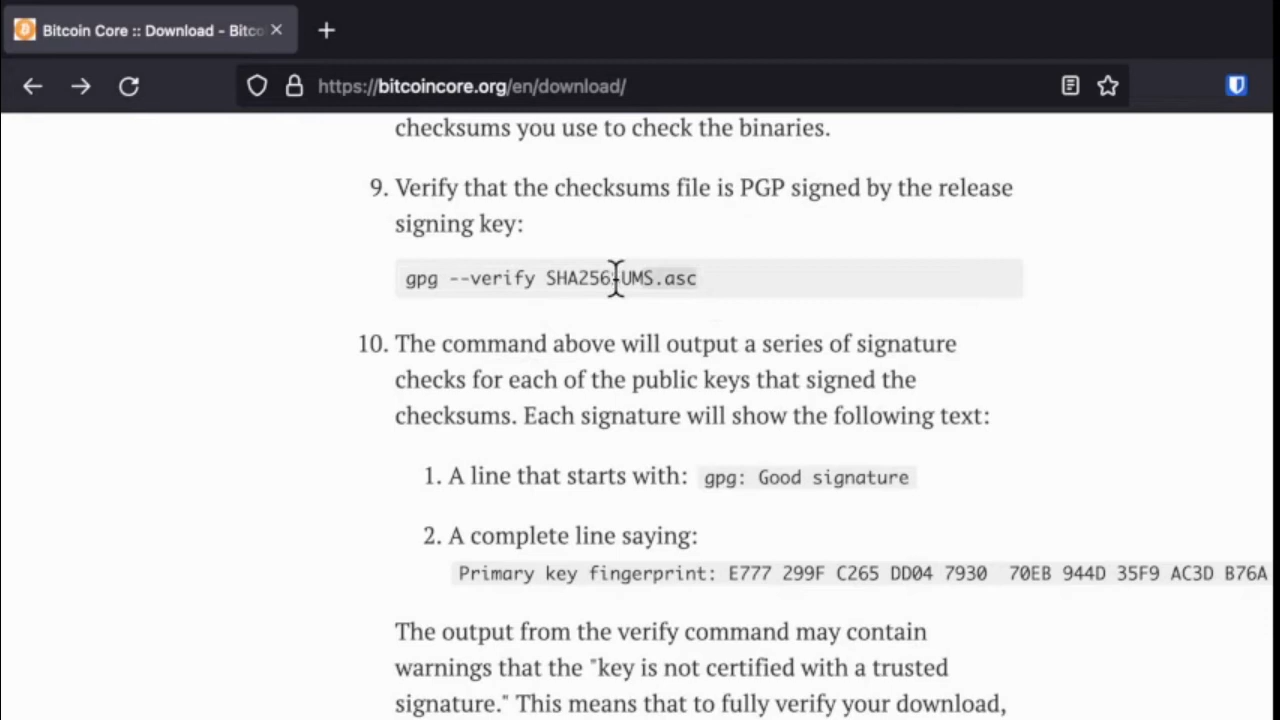 Bitcoin Core :: Download - Bitco
https://bitcoincore.org/en/download/
checksums you use to check the binaries.
9. Verify that the checksums file is PGP signed by the release
signing key:
gpg --verify SHA256SUMS.asc
10. The command above will output a series of signature
checks for each of the public keys that signed the
checksums. Each signature will show the following text:
1. A line that starts with: gpg: Good signature
2. A complete line saying:
Primary key fingerprint: E777 299F C265 DD04 7930 70EB 944D 35F9 AC3D B76A
The output from the verify command may contain
warnings that the "key is not certified with a trusted
signature." This means that to fully verify your download,